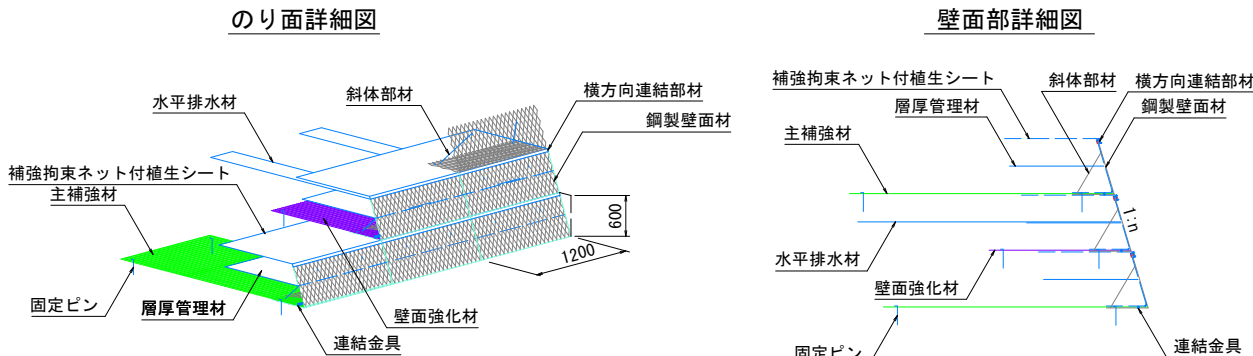 のり面詳細図
水平排水材
斜体部材
横方向連結部材
鋼製壁面材
補強拘束ネット付植生シート
主補強材
600
1200
固定ピン
層厚管理材
壁面強化材
連結金具
壁面部詳細図
補強拘束ネット付植生シート
斜体部材
横方向連結部材
層厚管理材
鋼製壁面材
主補強材
1:n
水平排水材
壁面強化材
固定ピン
連結金具